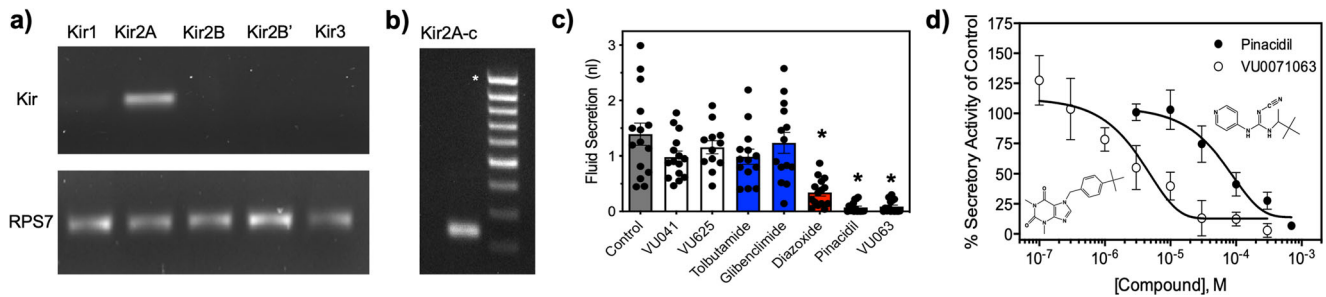 a)
Kir1 Kir2A Kir2B Kir2B' Kir3
Kir
RPS7
b)
Kir2A-c
*
c)
Fluid Secretion (nl)
3
2
1
0
* * *
Control
VU041
VU625
Tolbutamide
Glibenclimide
Diazoxide
Pinacidil
VU063
d)
% Secretory Activity of Control
175
150
125
100
75
50
25
0
Pinacidil
VU0071063
10-7 10-6 10-5 10-4 10-3
[Compound], M